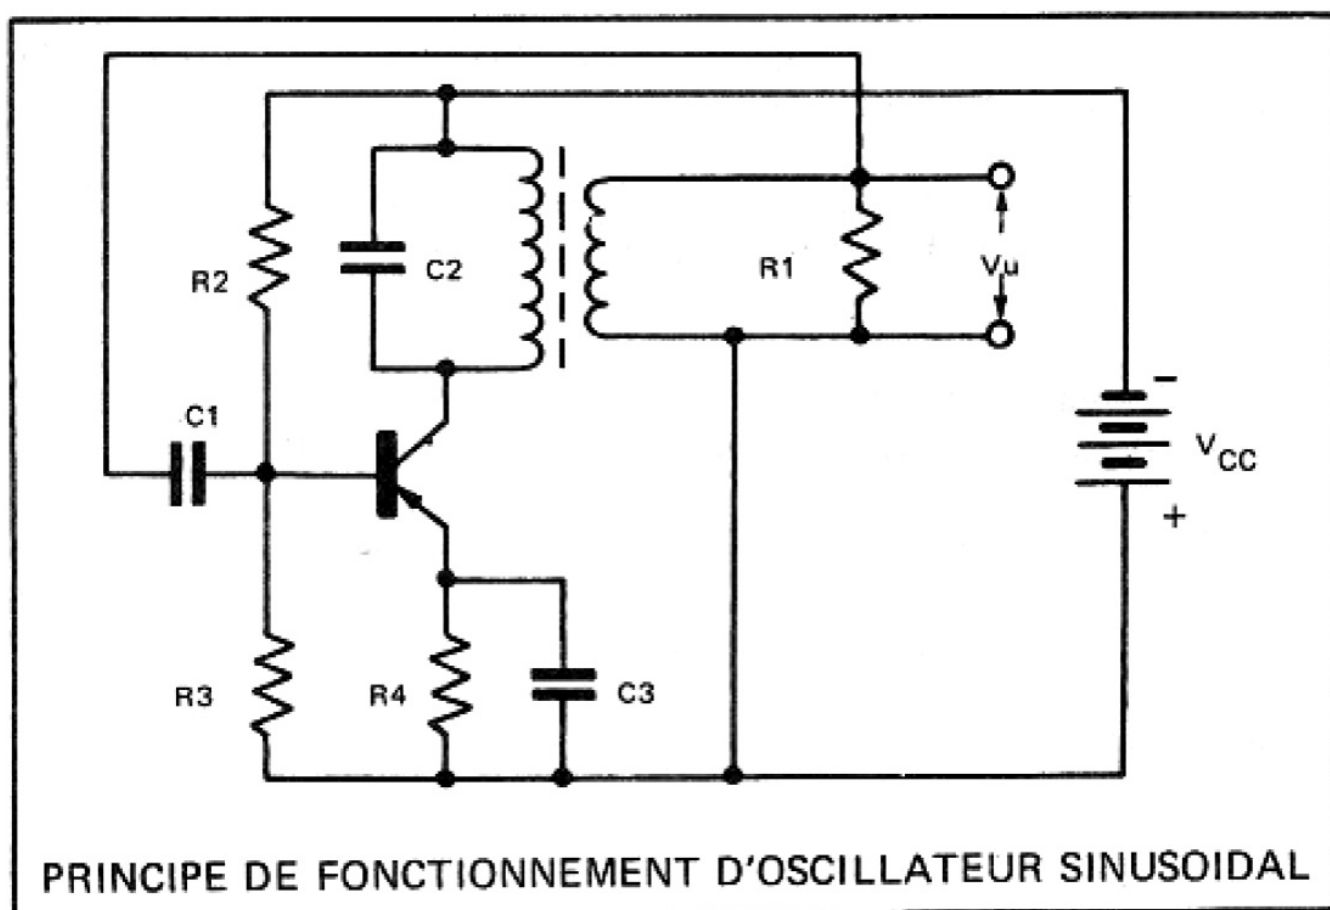 R2
C2
R1
Vu
C1
−
VCC
+
R3
R4
C3
PRINCIPE DE FONCTIONNEMENT D'OSCILLATEUR SINUSOIDAL